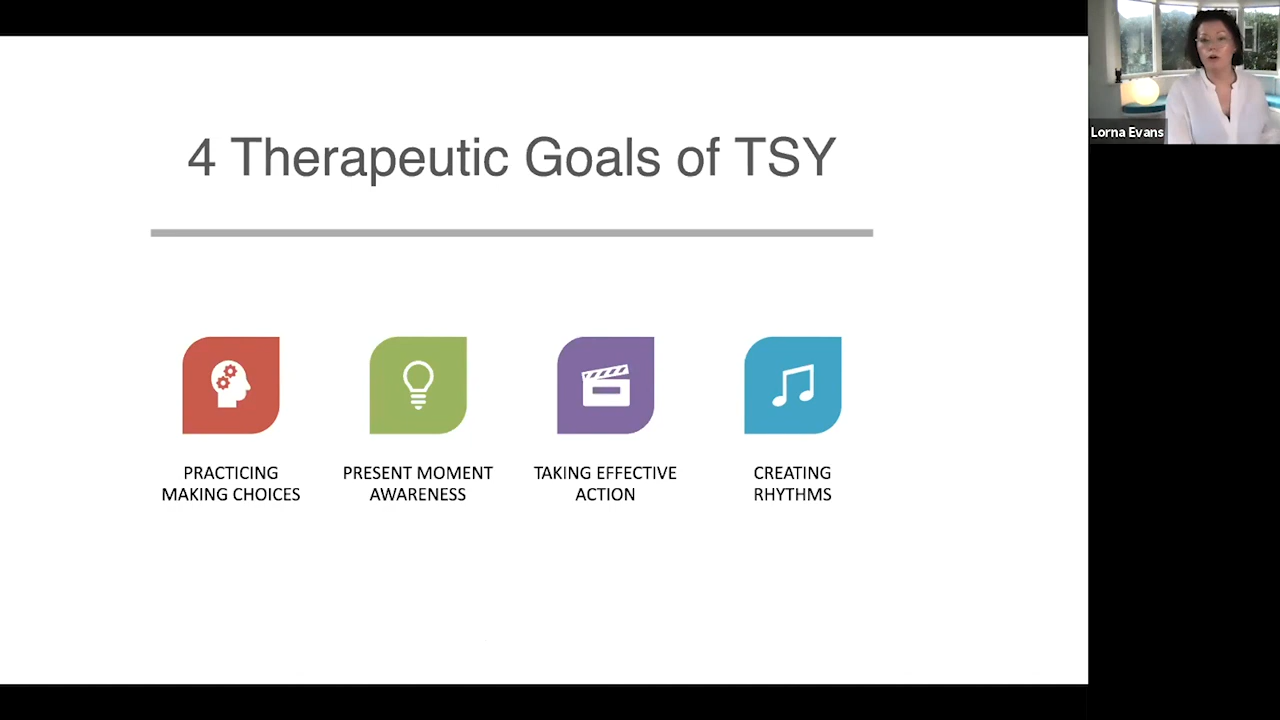 4 Therapeutic Goals of TSY
PRACTICING
MAKING CHOICES
PRESENT MOMENT
AWARENESS
TAKING EFFECTIVE
ACTION
CREATING
RHYTHMS
Lorna Evans